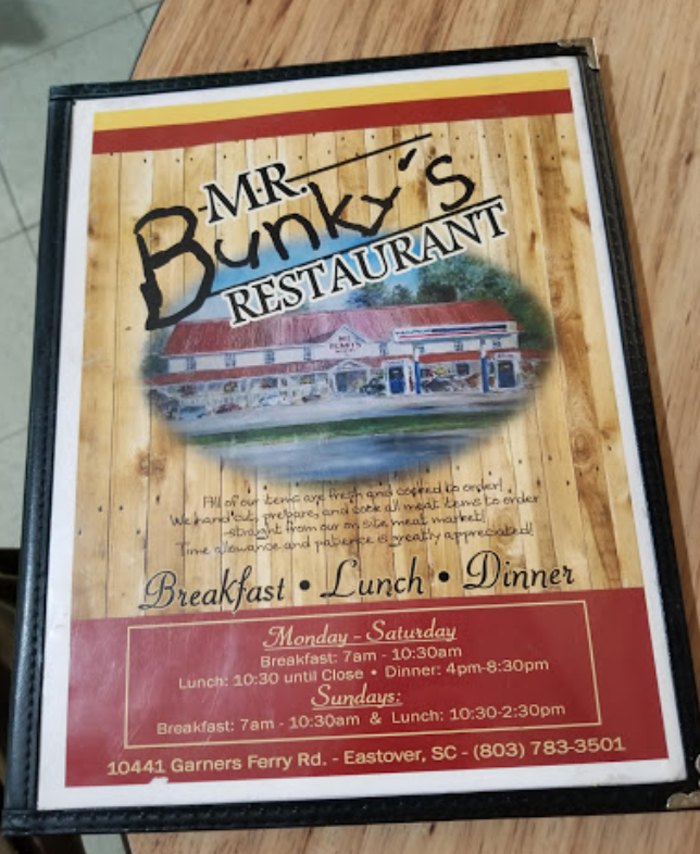 MR.
Bunky's
RESTAURANT
MR.
BUNKY'S
All of our items are fresh and cooked to order!
We hand cut, prepare, and cook all meat items to order
-straight from our on site meat market!
Time allowance and patience is greatly appreciated!
Breakfast • Lunch • Dinner
Monday - Saturday
Breakfast: 7am - 10:30am
Lunch: 10:30 until Close • Dinner: 4pm-8:30pm
Sundays:
Breakfast: 7am - 10:30am & Lunch: 10:30-2:30pm
10441 Garners Ferry Rd. - Eastover, SC - (803) 783-3501